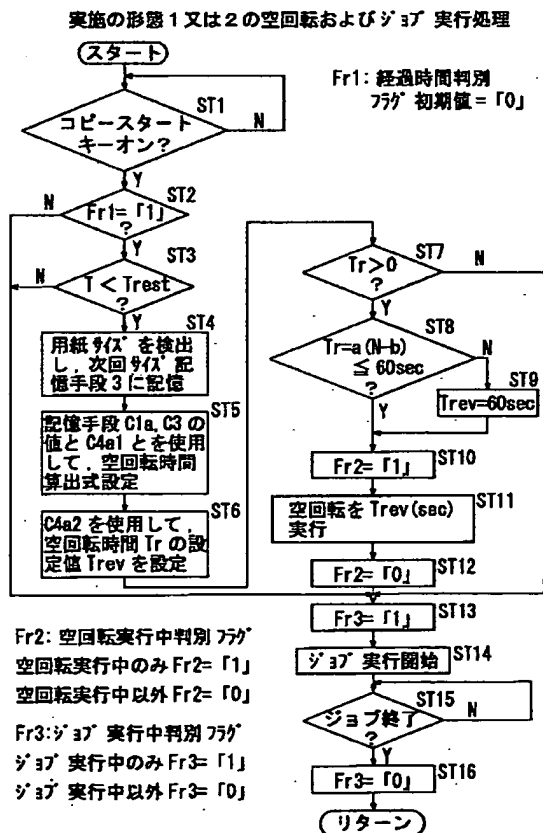 実施の形態1又は2の空回転およびジョブ実行処理
スタート
Fr1:経過時間判別
フラグ初期値=「0」
ST1
コピースタート
キーオン?
N
Y
ST2
Fr1=「1」
?
N
Y
ST3
T<Trest
?
N
Y
ST4
用紙サイズを検出
し,次回サイズ記
憶手段3に記憶
ST5
記憶手段C1a,C3の
値とC4a1とを使用
して,空回転時間
算出式設定
ST6
C4a2を使用して,
空回転時間Trの設
定値Trevを設定
ST7
Tr>0
?
N
Y
ST8
Tr=a(N-b)
≦60sec
?
N
Y
ST9
Trev=60sec
ST10
Fr2=「1」
ST11
空回転をTrev(sec)
実行
ST12
Fr2=「0」
ST13
Fr3=「1」
ST14
ジョブ実行開始
ST15
ジョブ終了
?
N
Y
ST16
Fr3=「0」
リターン
Fr2:空回転実行中判別フラグ
空回転実行中のみFr2=「1」
空回転実行中以外Fr2=「0」
Fr3:ジョブ実行中判別フラグ
ジョブ実行中のみFr3=「1」
ジョブ実行中以外Fr3=「0」